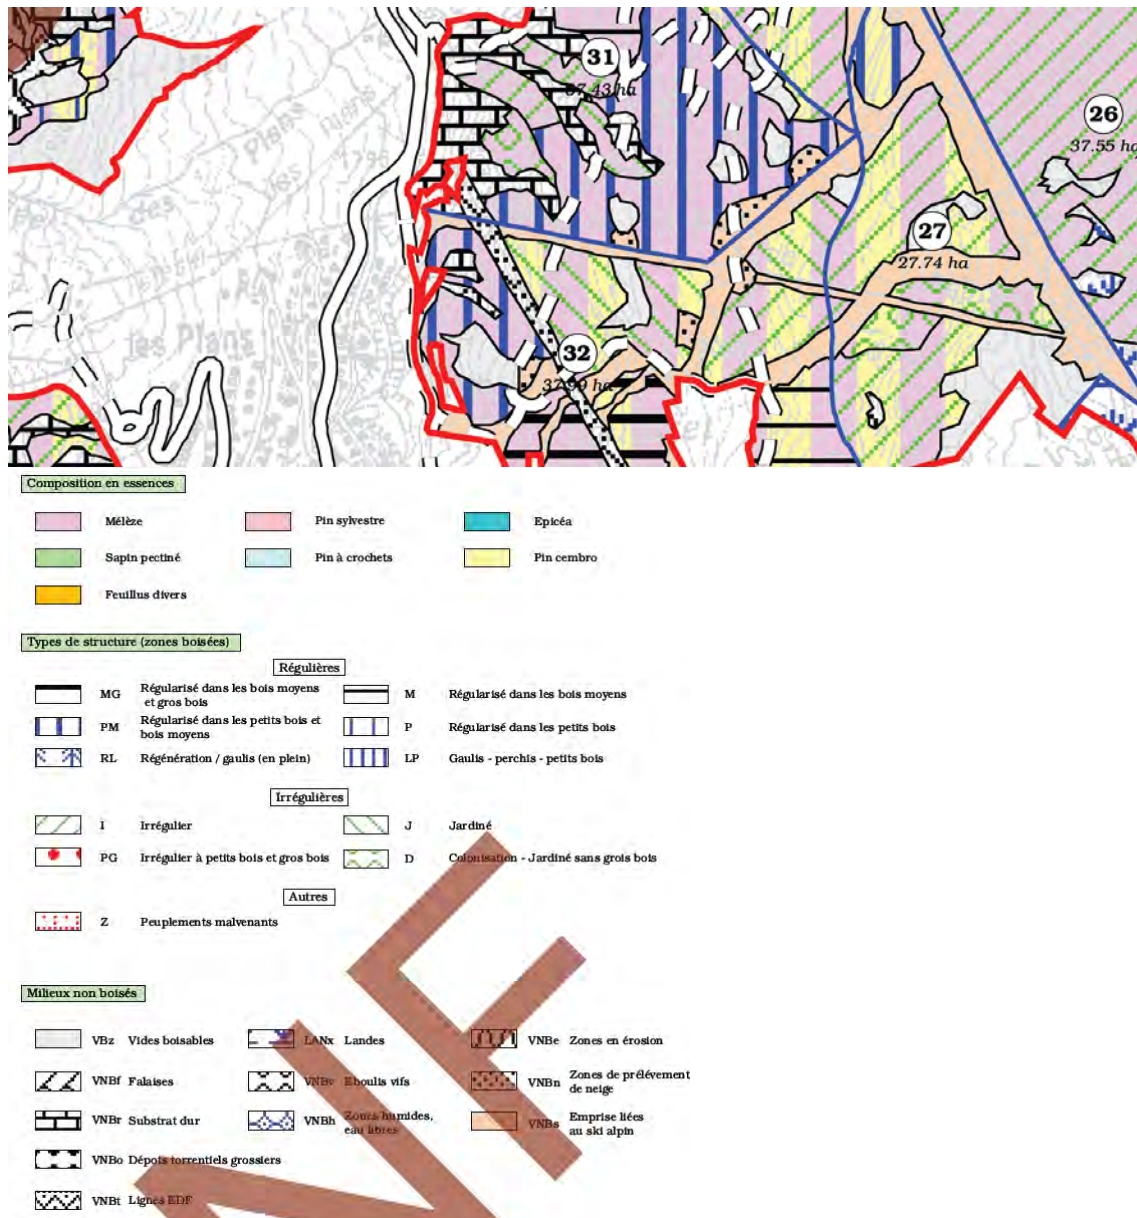 31
37.43 ha
26
37.55 ha
27
27.74 ha
32
37.99 ha
les Plans
Composition en essences
Mélèze
Pin sylvestre
Epicéa
Sapin pectiné
Pin à crochets
Pin cembro
Feuillus divers
Types de structure (zones boisées)
Régulières
MG Régularisé dans les bois moyens
et gros bois
M Régularisé dans les bois moyens
PM Régularisé dans les petits bois et
bois moyens
P Régularisé dans les petits bois
RL Régénération / gaulis (en plein)
LP Gaulis - perchis - petits bois
Irrégulières
I Irrégulier
J Jardiné
PG Irrégulier à petits bois et gros bois
D Colonisation - Jardiné sans grois bois
Autres
Z Peuplements malvenants
Milieux non boisés
VBz Vides boisables
LANx Landes
VNBe Zones en érosion
VNBf Falaises
VNBv Eboulis vifs
VNBn Zones de prélévement
de neige
VNBr Substrat dur
VNBh Zones humides,
eau libres
VNBs Emprise liées
au ski alpin
VNBo Dépots torrentiels grossiers
VNBt Lignes EDF